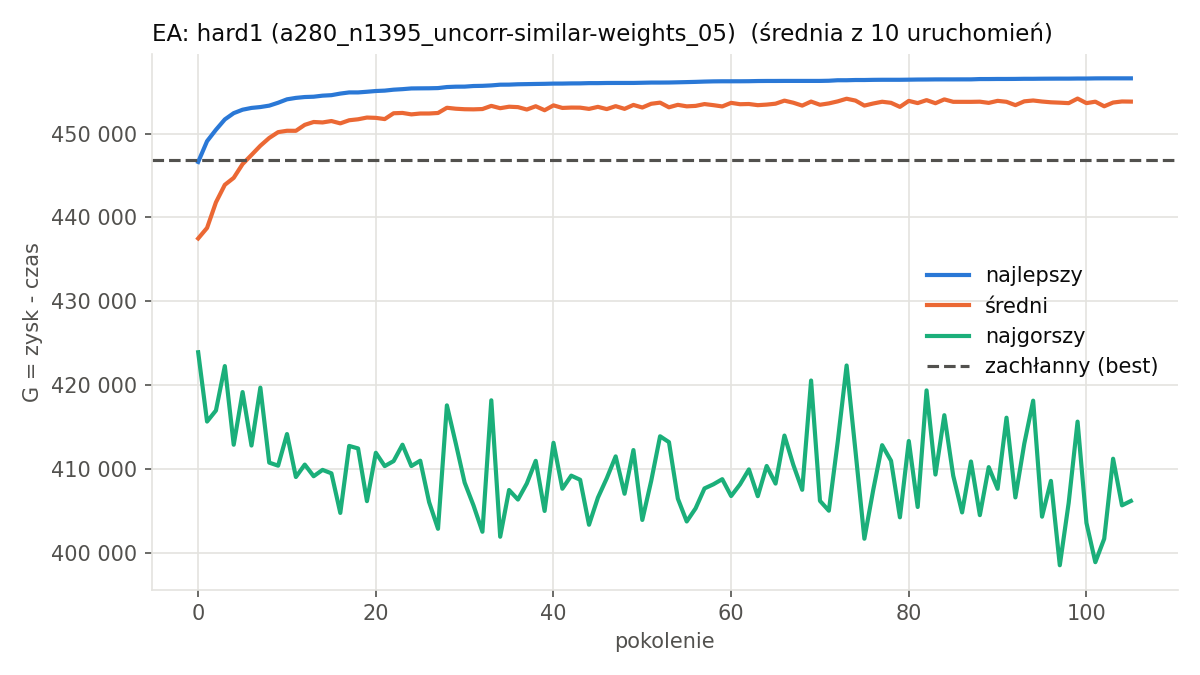 EA: hard1 (a280_n1395_uncorr-similar-weights_05)  (średnia z 10 uruchomień)
G = zysk - czas
450 000
440 000
430 000
420 000
410 000
400 000
najlepszy
średni
najgorszy
zachłanny (best)
0 20 40 60 80 100
pokolenie